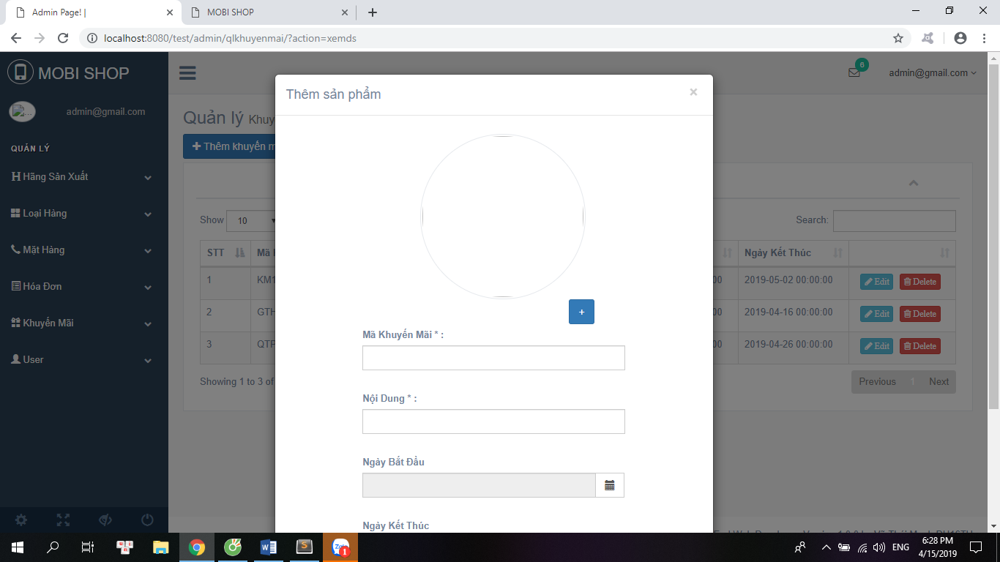 Admin Page! |
MOBI SHOP
localhost:8080/test/admin/qlkhuyenmai/?action=xemds
MOBI SHOP
6
admin@gmail.com
admin@gmail.com
QUẢN LÝ
Hãng Sản Xuất
Loại Hàng
Mặt Hàng
Hóa Đơn
Khuyến Mãi
User
Quản lý Khuy
Thêm khuyến m
Show 10
Search:
STT Mã Ngày Kết Thúc
1 KM1 00 2019-05-02 00:00:00 Edit Delete
2 GTH 00 2019-04-16 00:00:00 Edit Delete
3 QTP 00 2019-04-26 00:00:00 Edit Delete
Showing 1 to 3 of
Previous 1 Next
Thêm sản phẩm ×
+
Mã Khuyến Mãi * :
Nội Dung * :
Ngày Bắt Đầu
Ngày Kết Thúc
ENG
6:28 PM
4/15/2019